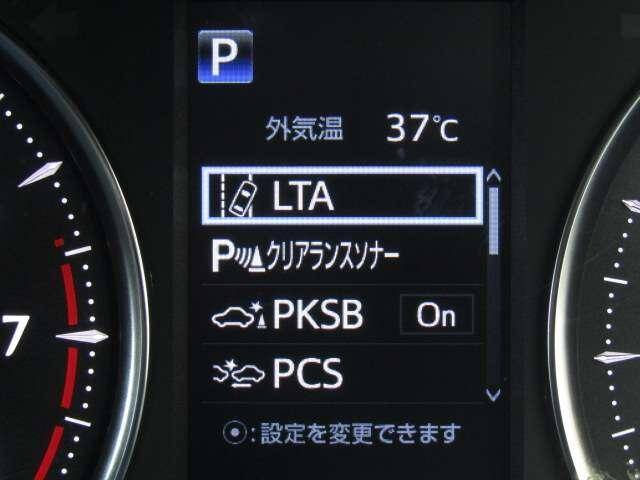 P
外気温 37℃
LTA
P クリアランスソナー
PKSB On
PCS
7
⦿:設定を変更できます